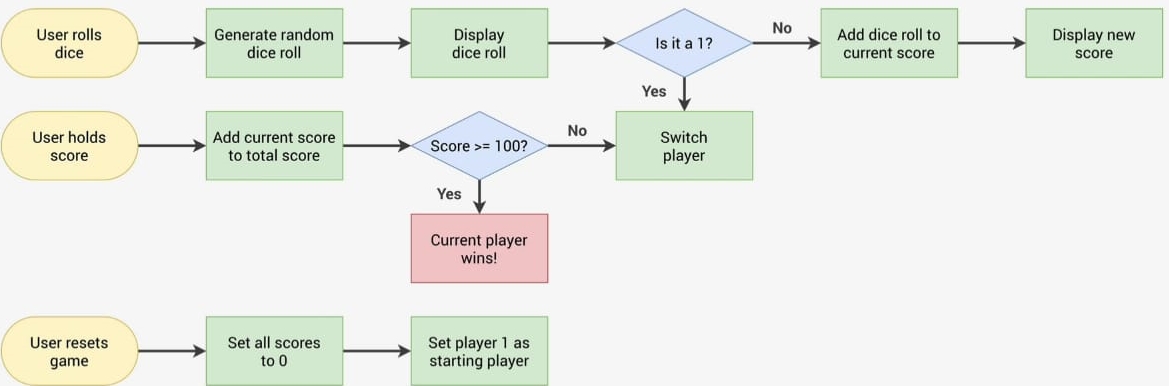 User rolls
dice
Generate random
dice roll
Display
dice roll
Is it a 1?
No
Add dice roll to
current score
Display new
score
Yes
User holds
score
Add current score
to total score
Score >= 100?
No
Switch
player
Yes
Current player
wins!
User resets
game
Set all scores
to 0
Set player 1 as
starting player